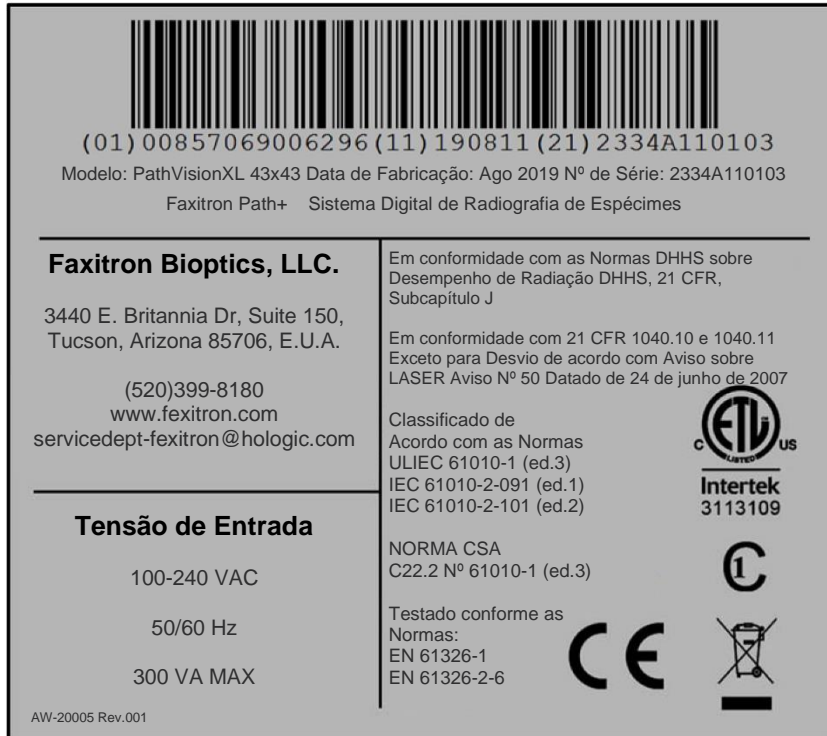 (01)00857069006296(11)190811(21)2334A110103
Modelo: PathVisionXL 43x43 Data de Fabricação: Ago 2019 Nº de Série: 2334A110103
Faxitron Path+ Sistema Digital de Radiografia de Espécimes
Faxitron Bioptics, LLC.
3440 E. Britannia Dr, Suite 150,
Tucson, Arizona 85706, E.U.A.
(520)399-8180
www.fexitron.com
servicedept-fexitron@hologic.com
Tensão de Entrada
100-240 VAC
50/60 Hz
300 VA MAX
AW-20005 Rev.001
Em conformidade com as Normas DHHS sobre
Desempenho de Radiação DHHS, 21 CFR,
Subcapítulo J
Em conformidade com 21 CFR 1040.10 e 1040.11
Exceto para Desvio de acordo com Aviso sobre
LASER Aviso Nº 50 Datado de 24 de junho de 2007
Classificado de
Acordo com as Normas
ULIEC 61010-1 (ed.3)
IEC 61010-2-091 (ed.1)
IEC 61010-2-101 (ed.2)
NORMA CSA
C22.2 Nº 61010-1 (ed.3)
Testado conforme as
Normas:
EN 61326-1
EN 61326-2-6
ETL
LISTED
C US
Intertek
3113109
C1
CE